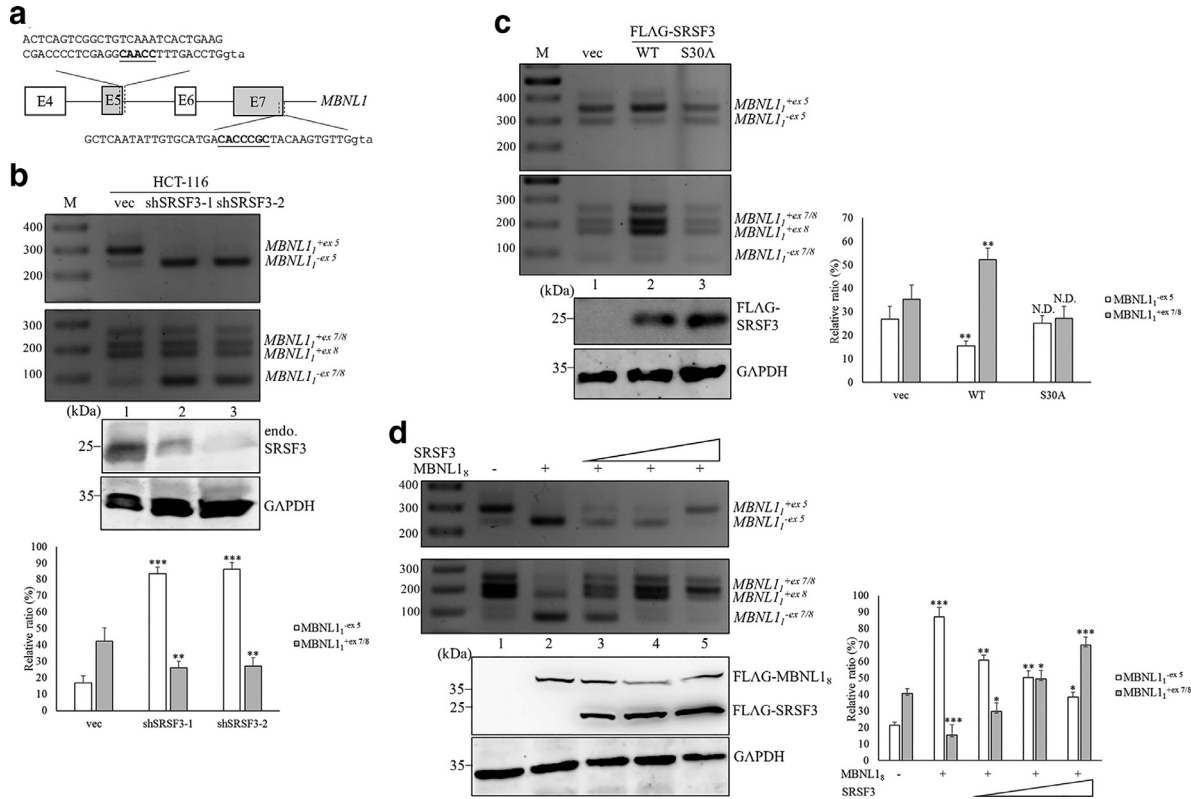 a
ACTCAGTCGGCTGTCAAATCACTGAAG
CGACCCCTCGAGGCAACCTTTGACCTGgta
E4 E5 E6 E7 MBNL1
GCTCAATATTGTGCATGACACCCGCTACAAGTGTTGgta
b
HCT-116
M vec shSRSF3-1 shSRSF3-2
400
300
200
MBNL1₁⁺ᵉˣ ⁵
MBNL1₁⁻ᵉˣ ⁵
300
200
100
MBNL1₁⁺ᵉˣ ⁷/⁸
MBNL1₁⁺ᵉˣ ⁸
MBNL1₁⁻ᵉˣ ⁷/⁸
(kDa) 1 2 3
25
endo.
SRSF3
35
GAPDH
100
90
80
70
60
50
40
30
20
10
0
Relative ratio (%)
*** ** *** **
vec shSRSF3-1 shSRSF3-2
MBNL1₁⁻ᵉˣ ⁵
MBNL1₁⁺ᵉˣ ⁷/⁸
c
FLAG-SRSF3
M vec WT S30A
400
300
200
MBNL1₁⁺ᵉˣ ⁵
MBNL1₁⁻ᵉˣ ⁵
300
200
100
MBNL1₁⁺ᵉˣ ⁷/⁸
MBNL1₁⁺ᵉˣ ⁸
MBNL1₁⁻ᵉˣ ⁷/⁸
(kDa) 1 2 3
25
FLAG-
SRSF3
35
GAPDH
70
60
50
40
30
20
10
0
Relative ratio (%)
** ** N.D. N.D.
vec WT S30A
MBNL1₁⁻ᵉˣ ⁵
MBNL1₁⁺ᵉˣ ⁷/⁸
d
SRSF3
MBNL1₈ - + + + +
400
300
200
MBNL1₁⁺ᵉˣ ⁵
MBNL1₁⁻ᵉˣ ⁵
300
200
100
MBNL1₁⁺ᵉˣ ⁷/⁸
MBNL1₁⁺ᵉˣ ⁸
MBNL1₁⁻ᵉˣ ⁷/⁸
1 2 3 4 5
(kDa)
35
25
FLAG-MBNL1₈
FLAG-SRSF3
35
GAPDH
100
90
80
70
60
50
40
30
20
10
0
Relative ratio (%)
*** *** ** * ** * * ***
MBNL1₈ - + + + +
SRSF3
MBNL1₁⁻ᵉˣ ⁵
MBNL1₁⁺ᵉˣ ⁷/⁸